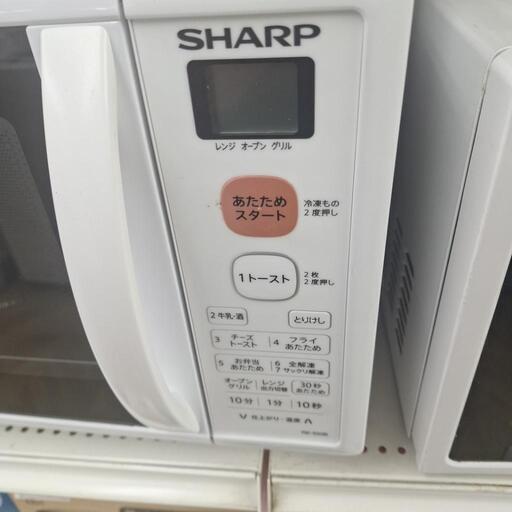 SHARP
レンジ オーブン グリル
あたため
スタート
冷凍もの
2度押し
1トースト
2枚
2度押し
2牛乳・酒
とりけし
3 チーズ
トースト
4 フライ
あたため
5 お弁当
あたため
6 全解凍
7 サックリ解凍
オーブン
グリル
レンジ
出力切替
30秒
あたため
10分
1分
10秒
∨ 仕上がり・温度 ∧